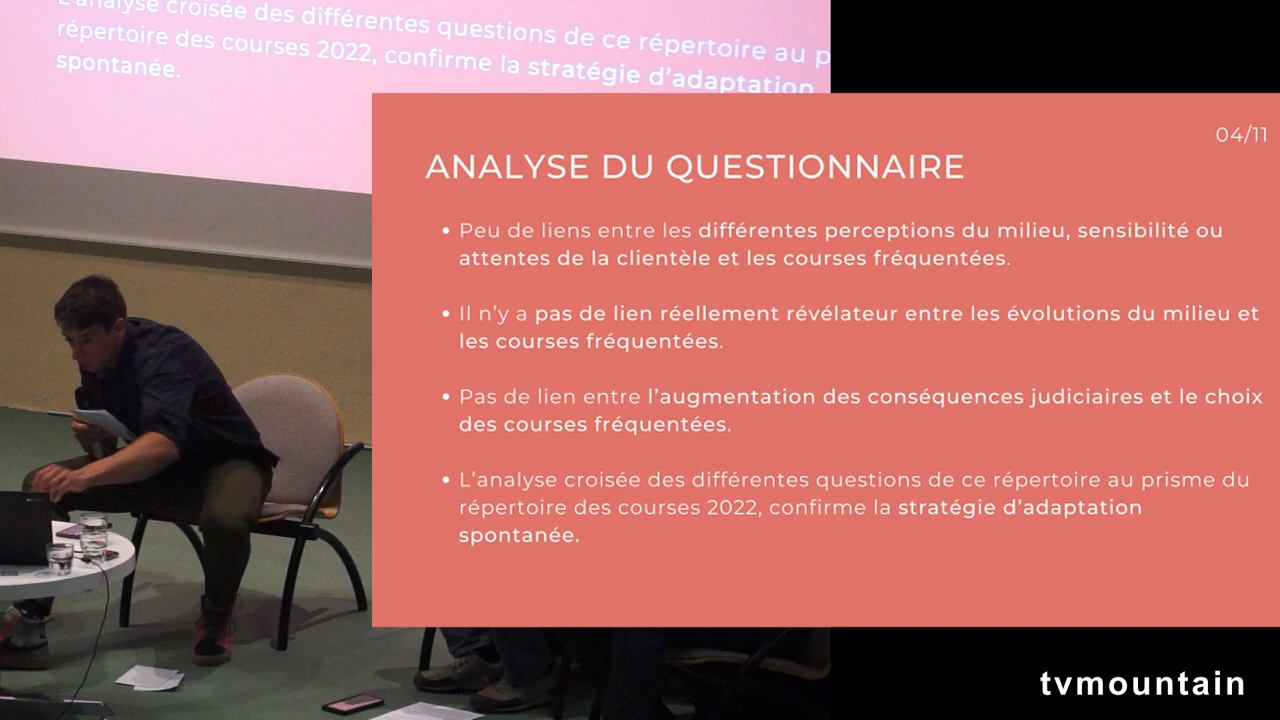 L'analyse croisée des différentes questions de ce répertoire au p
répertoire des courses 2022, confirme la stratégie d'adaptation
spontanée.
04/11
ANALYSE DU QUESTIONNAIRE
• Peu de liens entre les différentes perceptions du milieu, sensibilité ou
attentes de la clientèle et les courses fréquentées.
• Il n'y a pas de lien réellement révélateur entre les évolutions du milieu et
les courses fréquentées.
• Pas de lien entre l'augmentation des conséquences judiciaires et le choix
des courses fréquentées.
• L'analyse croisée des différentes questions de ce répertoire au prisme du
répertoire des courses 2022, confirme la stratégie d'adaptation
spontanée.
tvmountain